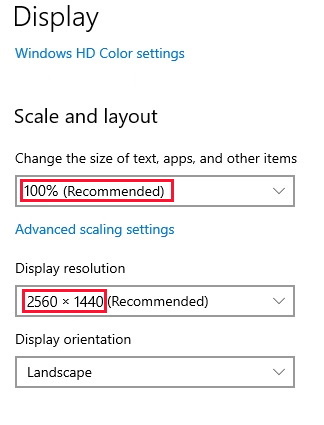 Display
Windows HD Color settings
Scale and layout
Change the size of text, apps, and other items
100% (Recommended)
Advanced scaling settings
Display resolution
2560 × 1440 (Recommended)
Display orientation
Landscape